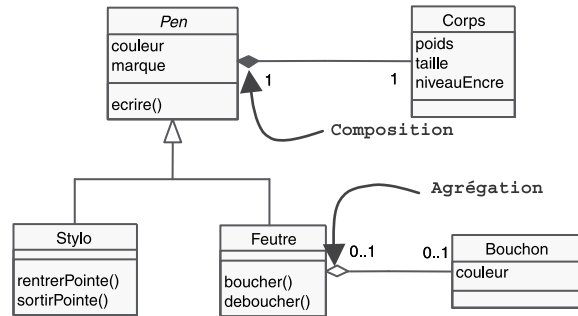 Pen
couleur
marque
ecrire()
1
1
Corps
poids
taille
niveauEncre
Composition
Agrégation
Stylo
rentrerPointe()
sortirPointe()
Feutre
boucher()
deboucher()
0..1
0..1
Bouchon
couleur